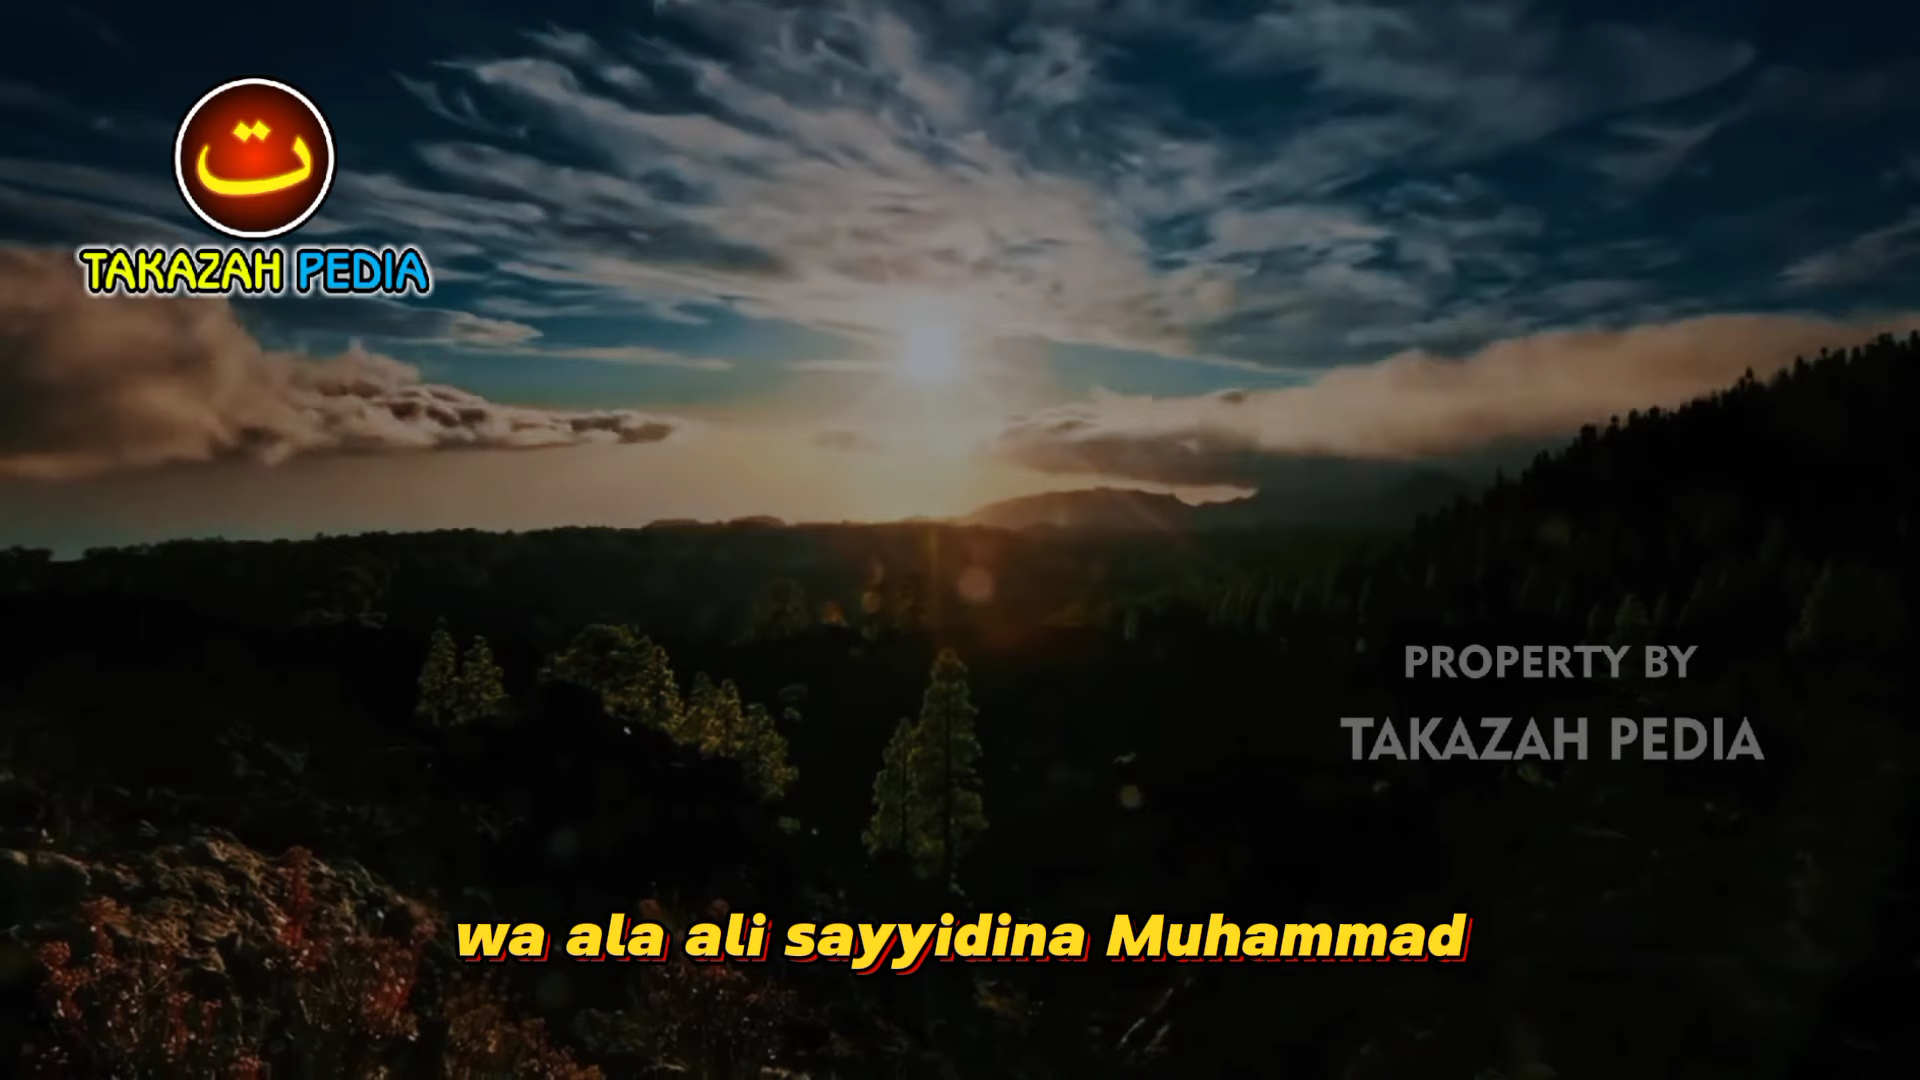 ت
TAKAZAH PEDIA
PROPERTY BY
TAKAZAH PEDIA
wa ala ali sayyidina Muhammad